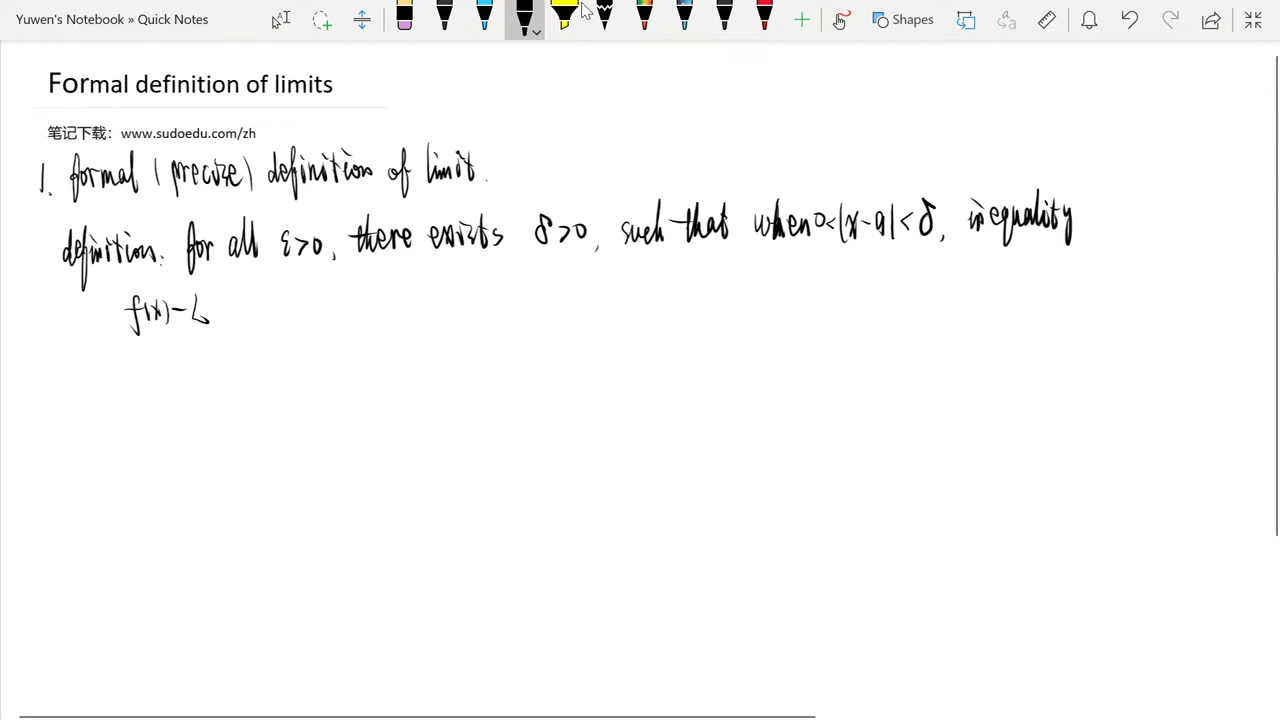 Yuwen's Notebook » Quick Notes
Shapes
Formal definition of limits
笔记下载：www.sudoedu.com/zh
1. formal (precise) definition of limit.
definition: for all ε>0, there exists δ>0, such that when 0<|x-a|<δ, inequality
f(x)-L